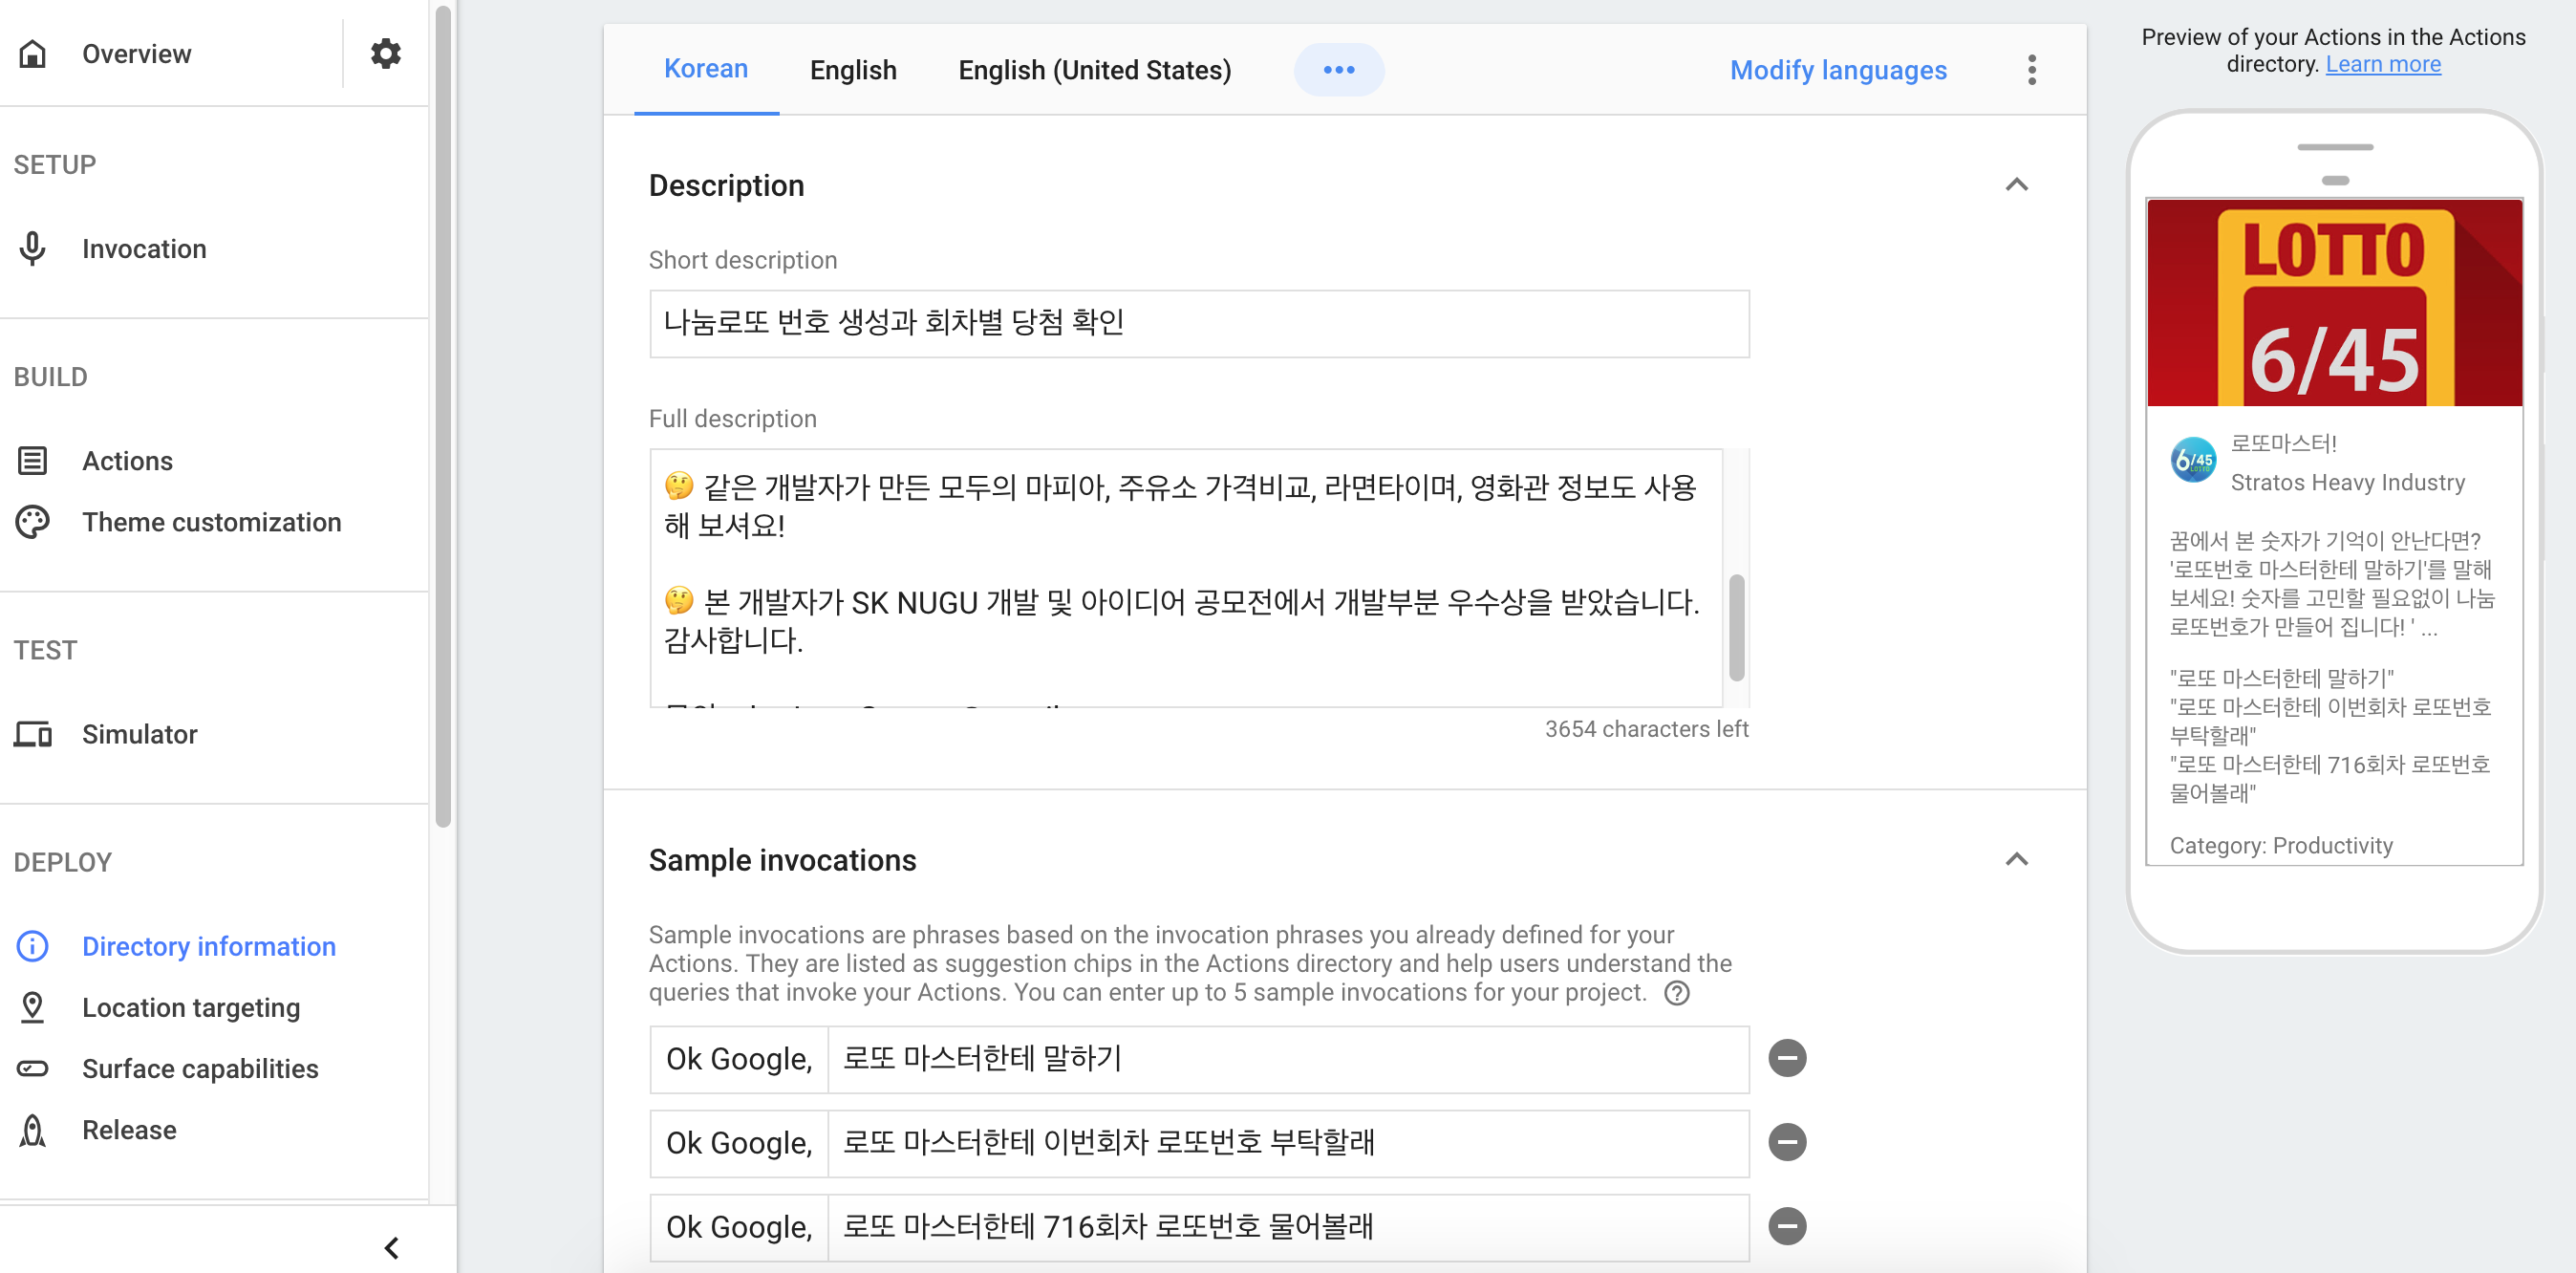 Overview
SETUP
Invocation
BUILD
Actions
Theme customization
TEST
Simulator
DEPLOY
Directory information
Location targeting
Surface capabilities
Release
Korean
English
English (United States)
Modify languages
Description
Short description
나눔로또 번호 생성과 회차별 당첨 확인
Full description
🤔 같은 개발자가 만든 모두의 마피아, 주유소 가격비교, 라면타이며, 영화관 정보도 사용
해 보셔요!
🤔 본 개발자가 SK NUGU 개발 및 아이디어 공모전에서 개발부분 우수상을 받았습니다.
감사합니다.
3654 characters left
Sample invocations
Sample invocations are phrases based on the invocation phrases you already defined for your
Actions. They are listed as suggestion chips in the Actions directory and help users understand the
queries that invoke your Actions. You can enter up to 5 sample invocations for your project.
Ok Google, 로또 마스터한테 말하기
Ok Google, 로또 마스터한테 이번회차 로또번호 부탁할래
Ok Google, 로또 마스터한테 716회차 로또번호 물어볼래
Preview of your Actions in the Actions
directory. Learn more
LOTTO
6/45
6/45
LOTTO
로또마스터!
Stratos Heavy Industry
꿈에서 본 숫자가 기억이 안난다면?
'로또번호 마스터한테 말하기'를 말해
보세요! 숫자를 고민할 필요없이 나눔
로또번호가 만들어 집니다! ' ...
"로또 마스터한테 말하기"
"로또 마스터한테 이번회차 로또번호
부탁할래"
"로또 마스터한테 716회차 로또번호
물어볼래"
Category: Productivity